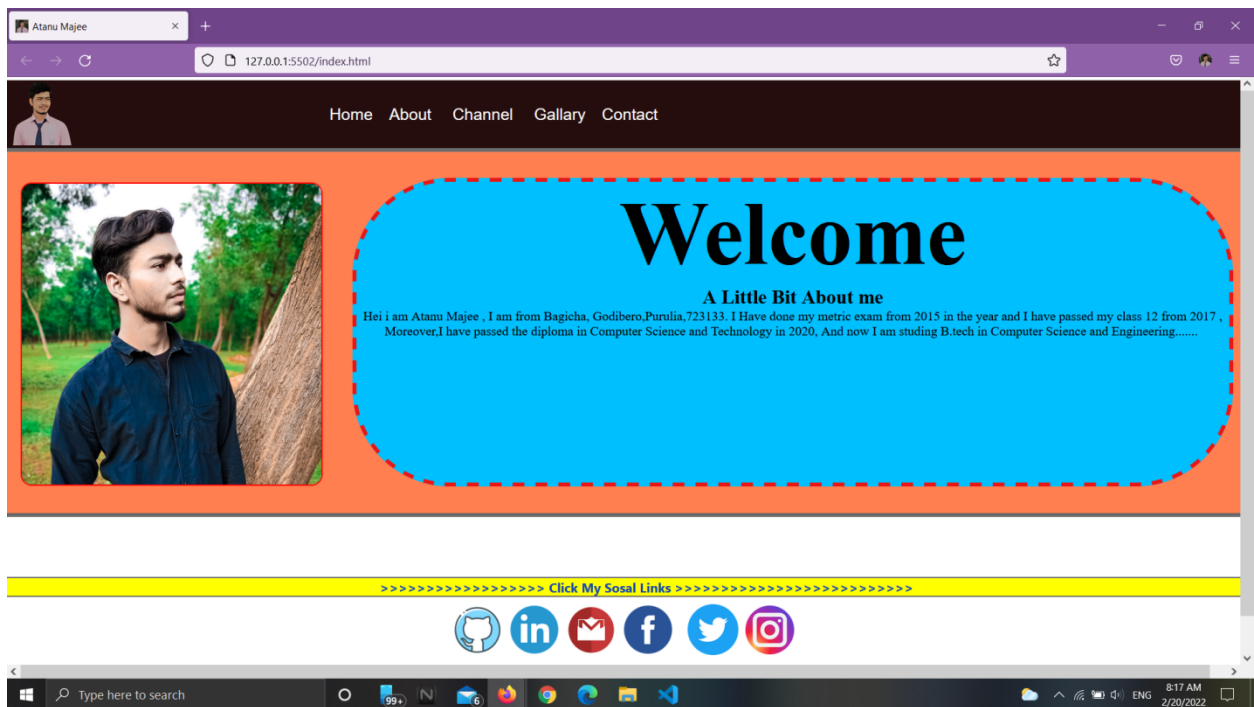 Atanu Majee
127.0.0.1:5502/index.html
Home About Channel Gallary Contact
Welcome
A Little Bit About me
Hei i am Atanu Majee , I am from Bagicha, Godibero,Purulia,723133. I Have done my metric exam from 2015 in the year and I have passed my class 12 from 2017 ,
Moreover,I have passed the diploma in Computer Science and Technology in 2020, And now I am studing B.tech in Computer Science and Engineering.......
>>>>>>>>>>>>>>>>>> Click My Sosal Links >>>>>>>>>>>>>>>>>>>>>>>>>>
in f
Type here to search 99+ N 6 ENG 8:17 AM
2/20/2022